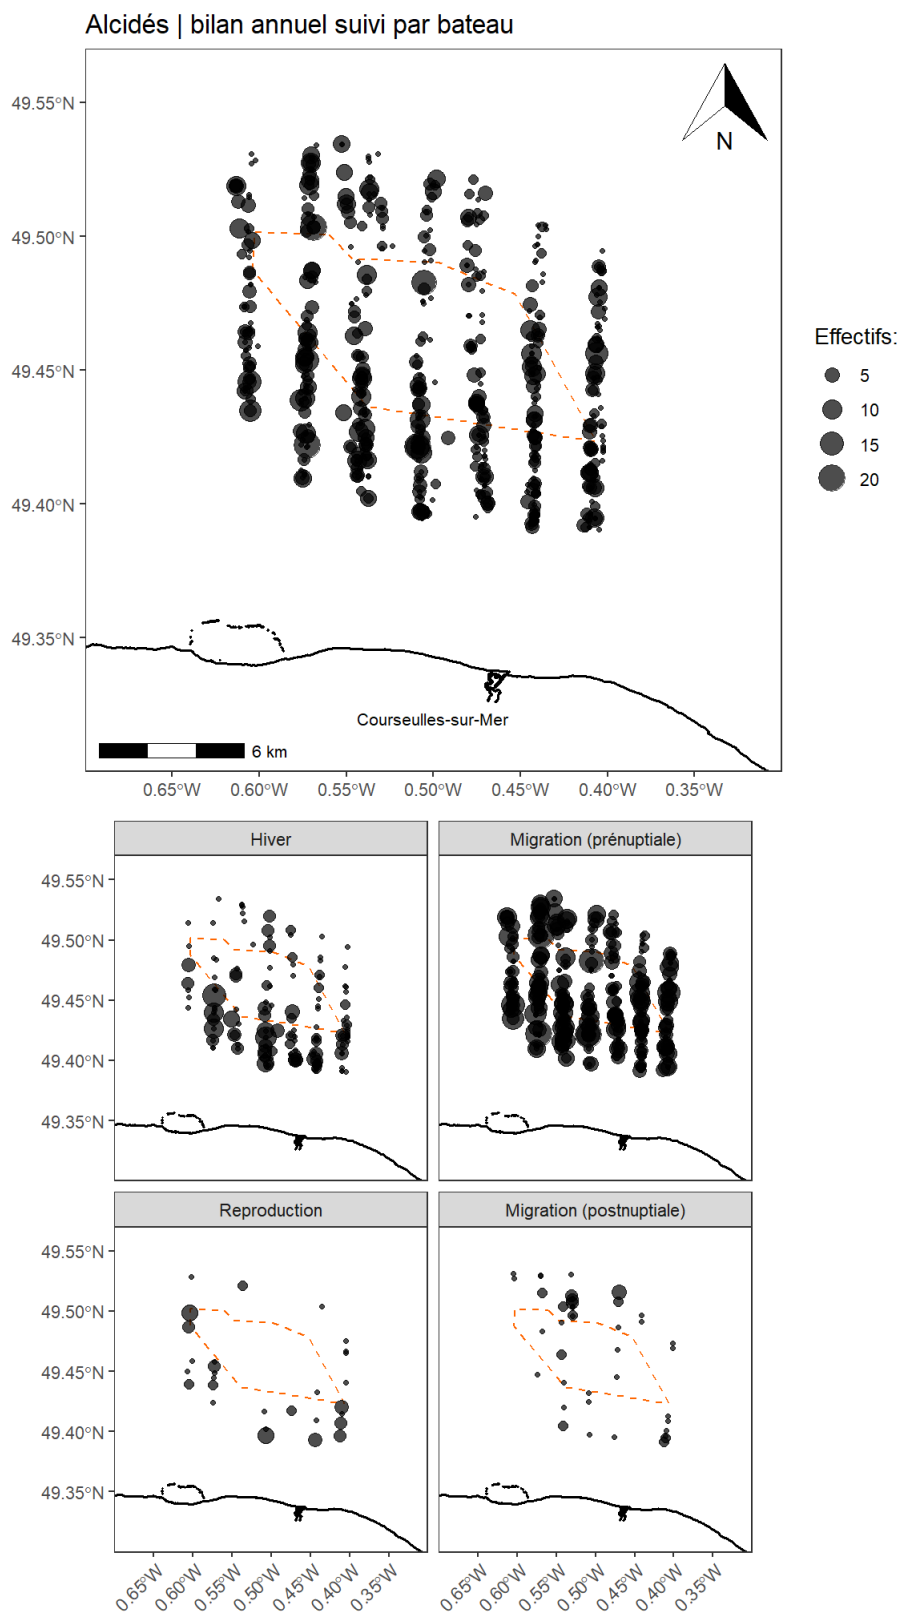 Alcidés | bilan annuel suivi par bateau
49.55°N
49.50°N
49.45°N
49.40°N
49.35°N
N
Courseulles-sur-Mer
6 km
0.65°W 0.60°W 0.55°W 0.50°W 0.45°W 0.40°W 0.35°W
Effectifs:
5
10
15
20
Hiver
Migration (prénuptiale)
49.55°N
49.50°N
49.45°N
49.40°N
49.35°N
Reproduction
Migration (postnuptiale)
49.55°N
49.50°N
49.45°N
49.40°N
49.35°N
0.65°W 0.60°W 0.55°W 0.50°W 0.45°W 0.40°W 0.35°W
0.65°W 0.60°W 0.55°W 0.50°W 0.45°W 0.40°W 0.35°W